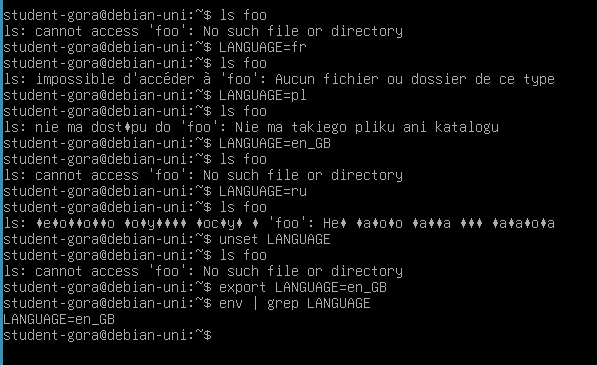 student-gora@debian-uni:~$ ls foo
ls: cannot access 'foo': No such file or directory
student-gora@debian-uni:~$ LANGUAGE=fr
student-gora@debian-uni:~$ ls foo
ls: impossible d'accéder à 'foo': Aucun fichier ou dossier de ce type
student-gora@debian-uni:~$ LANGUAGE=pl
student-gora@debian-uni:~$ ls foo
ls: nie ma dost♦pu do 'foo': Nie ma takiego pliku ani katalogu
student-gora@debian-uni:~$ LANGUAGE=en_GB
student-gora@debian-uni:~$ ls foo
ls: cannot access 'foo': No such file or directory
student-gora@debian-uni:~$ LANGUAGE=ru
student-gora@debian-uni:~$ ls foo
ls: ♦е♦о♦♦о♦♦о ♦о♦у♦♦♦♦ ♦ос♦у♦ ♦ 'foo': Не♦ ♦а♦о♦о ♦а♦♦а ♦♦♦ ♦а♦а♦о♦а
student-gora@debian-uni:~$ unset LANGUAGE
student-gora@debian-uni:~$ ls foo
ls: cannot access 'foo': No such file or directory
student-gora@debian-uni:~$ export LANGUAGE=en_GB
student-gora@debian-uni:~$ env | grep LANGUAGE
LANGUAGE=en_GB
student-gora@debian-uni:~$